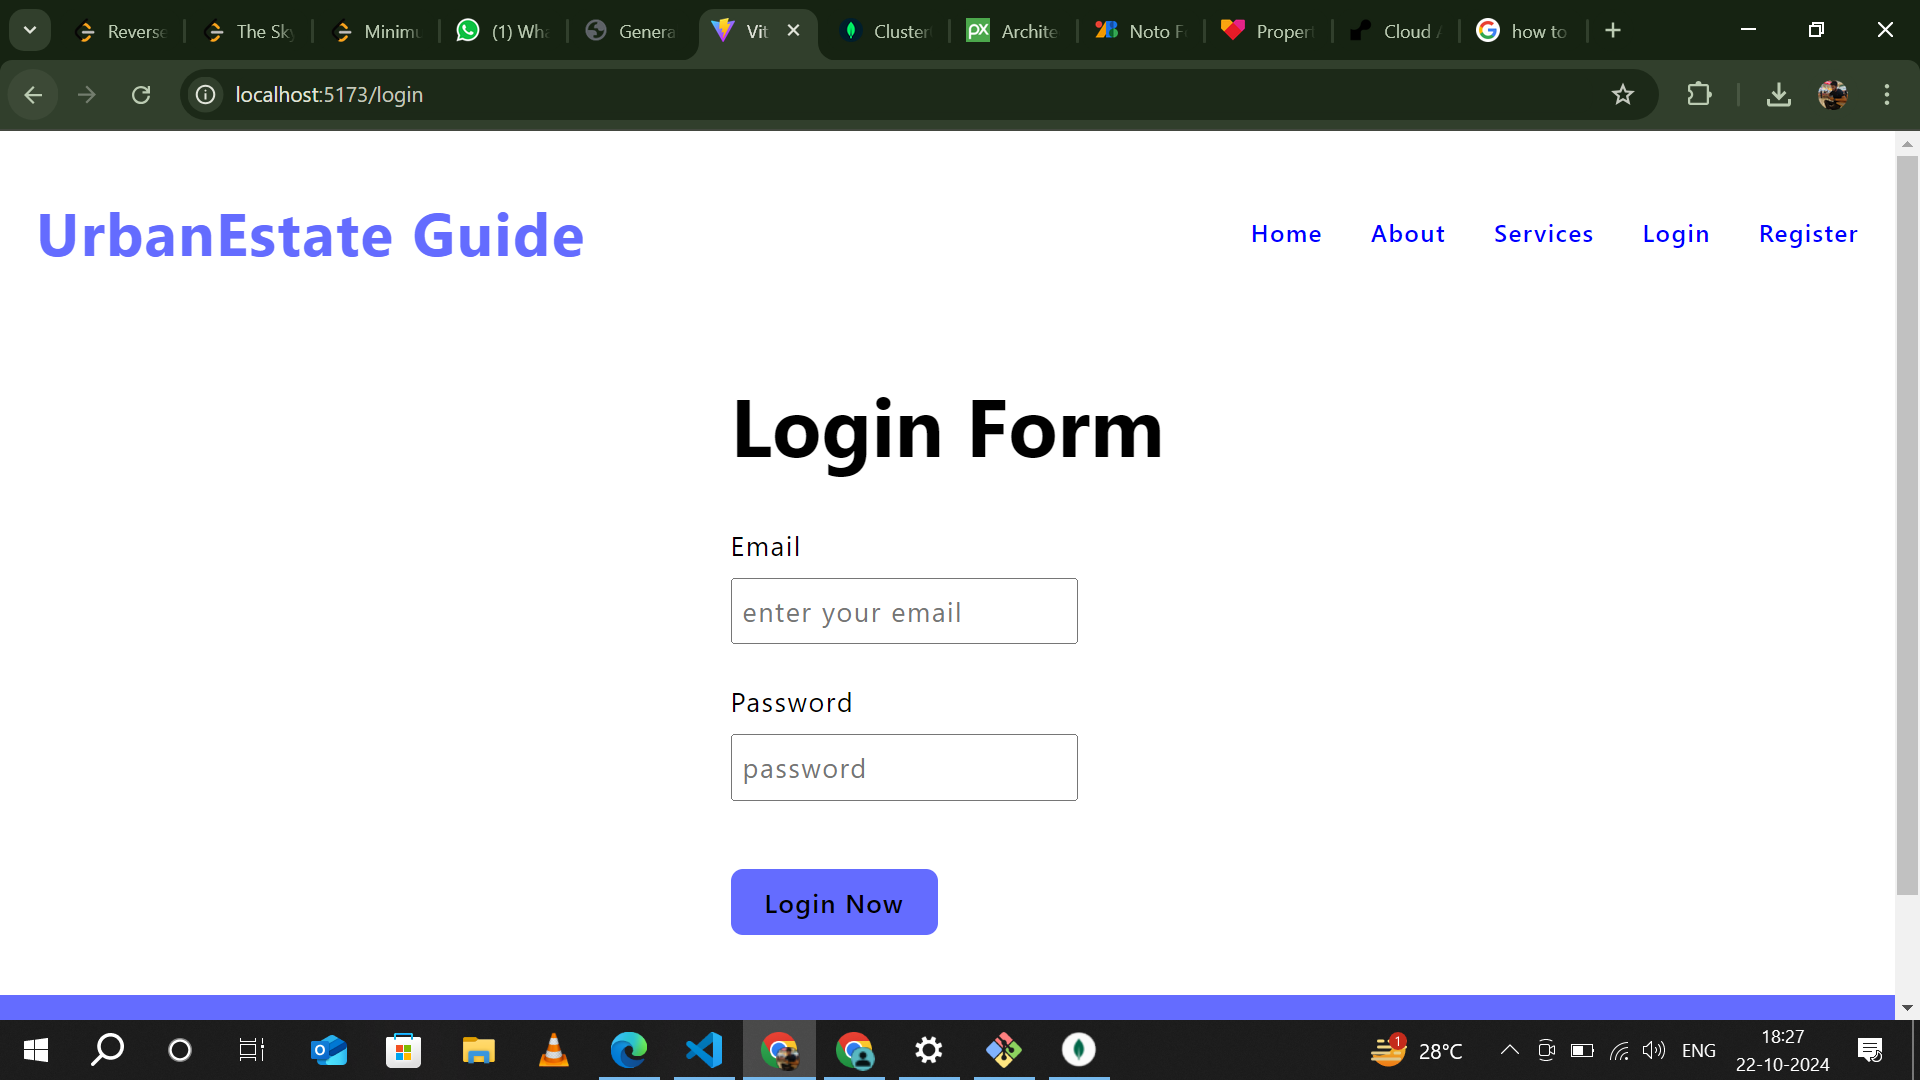 Reverse The Sky Minimu (1) Wha Genera Vit Cluster Archite Noto F Proper Cloud how to
localhost:5173/login
UrbanEstate Guide Home About Services Login Register
Login Form
Email
enter your email
Password
password
Login Now
1 28°C ENG 18:27
22-10-2024